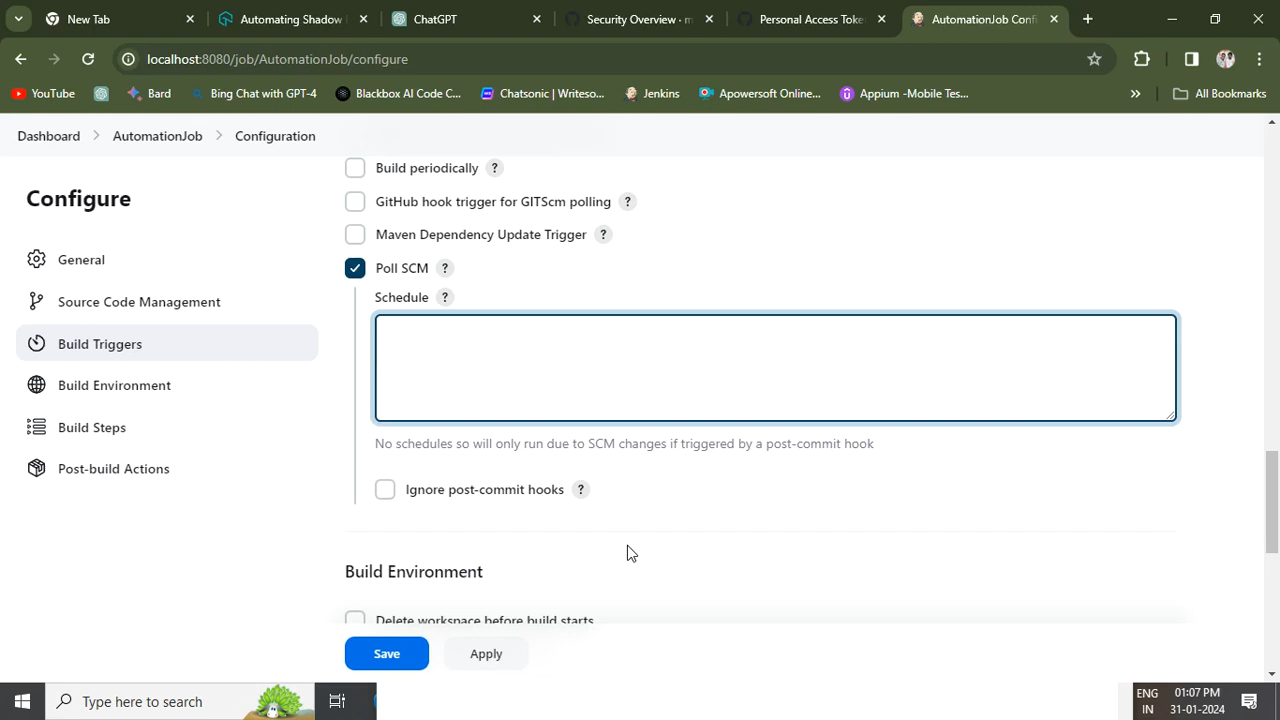 New Tab
Automating Shadow
ChatGPT
Security Overview · m
Personal Access Toke
AutomationJob Confi
localhost:8080/job/AutomationJob/configure
YouTube
Bard
Bing Chat with GPT-4
Blackbox AI Code C...
Chatsonic | Writeso...
Jenkins
Apowersoft Online...
Appium -Mobile Tes...
All Bookmarks
Dashboard
AutomationJob
Configuration
Configure
General
Source Code Management
Build Triggers
Build Environment
Build Steps
Post-build Actions
Build periodically ?
GitHub hook trigger for GITScm polling ?
Maven Dependency Update Trigger ?
Poll SCM ?
Schedule ?
No schedules so will only run due to SCM changes if triggered by a post-commit hook
Ignore post-commit hooks ?
Build Environment
Delete workspace before build starts
Save
Apply
Type here to search
ENG
IN
01:07 PM
31-01-2024